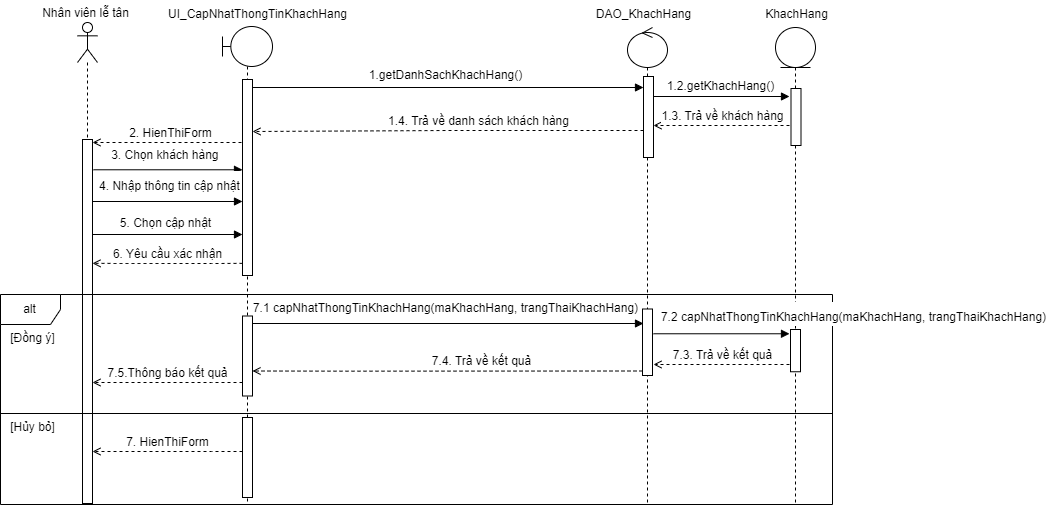 Nhân viên lễ tân
UI_CapNhatThongTinKhachHang
DAO_KhachHang
KhachHang
1.getDanhSachKhachHang()
1.2.getKhachHang()
1.3. Trả về khách hàng
1.4. Trả về danh sách khách hàng
2. HienThiForm
3. Chọn khách hàng
4. Nhập thông tin cập nhật
5. Chọn cập nhật
6. Yêu cầu xác nhận
alt
[Đồng ý]
7.1 capNhatThongTinKhachHang(maKhachHang, trangThaiKhachHang)
7.2 capNhatThongTinKhachHang(maKhachHang, trangThaiKhachHang)
7.3. Trả về kết quả
7.4. Trả về kết quả
7.5.Thông báo kết quả
[Hủy bỏ]
7. HienThiForm